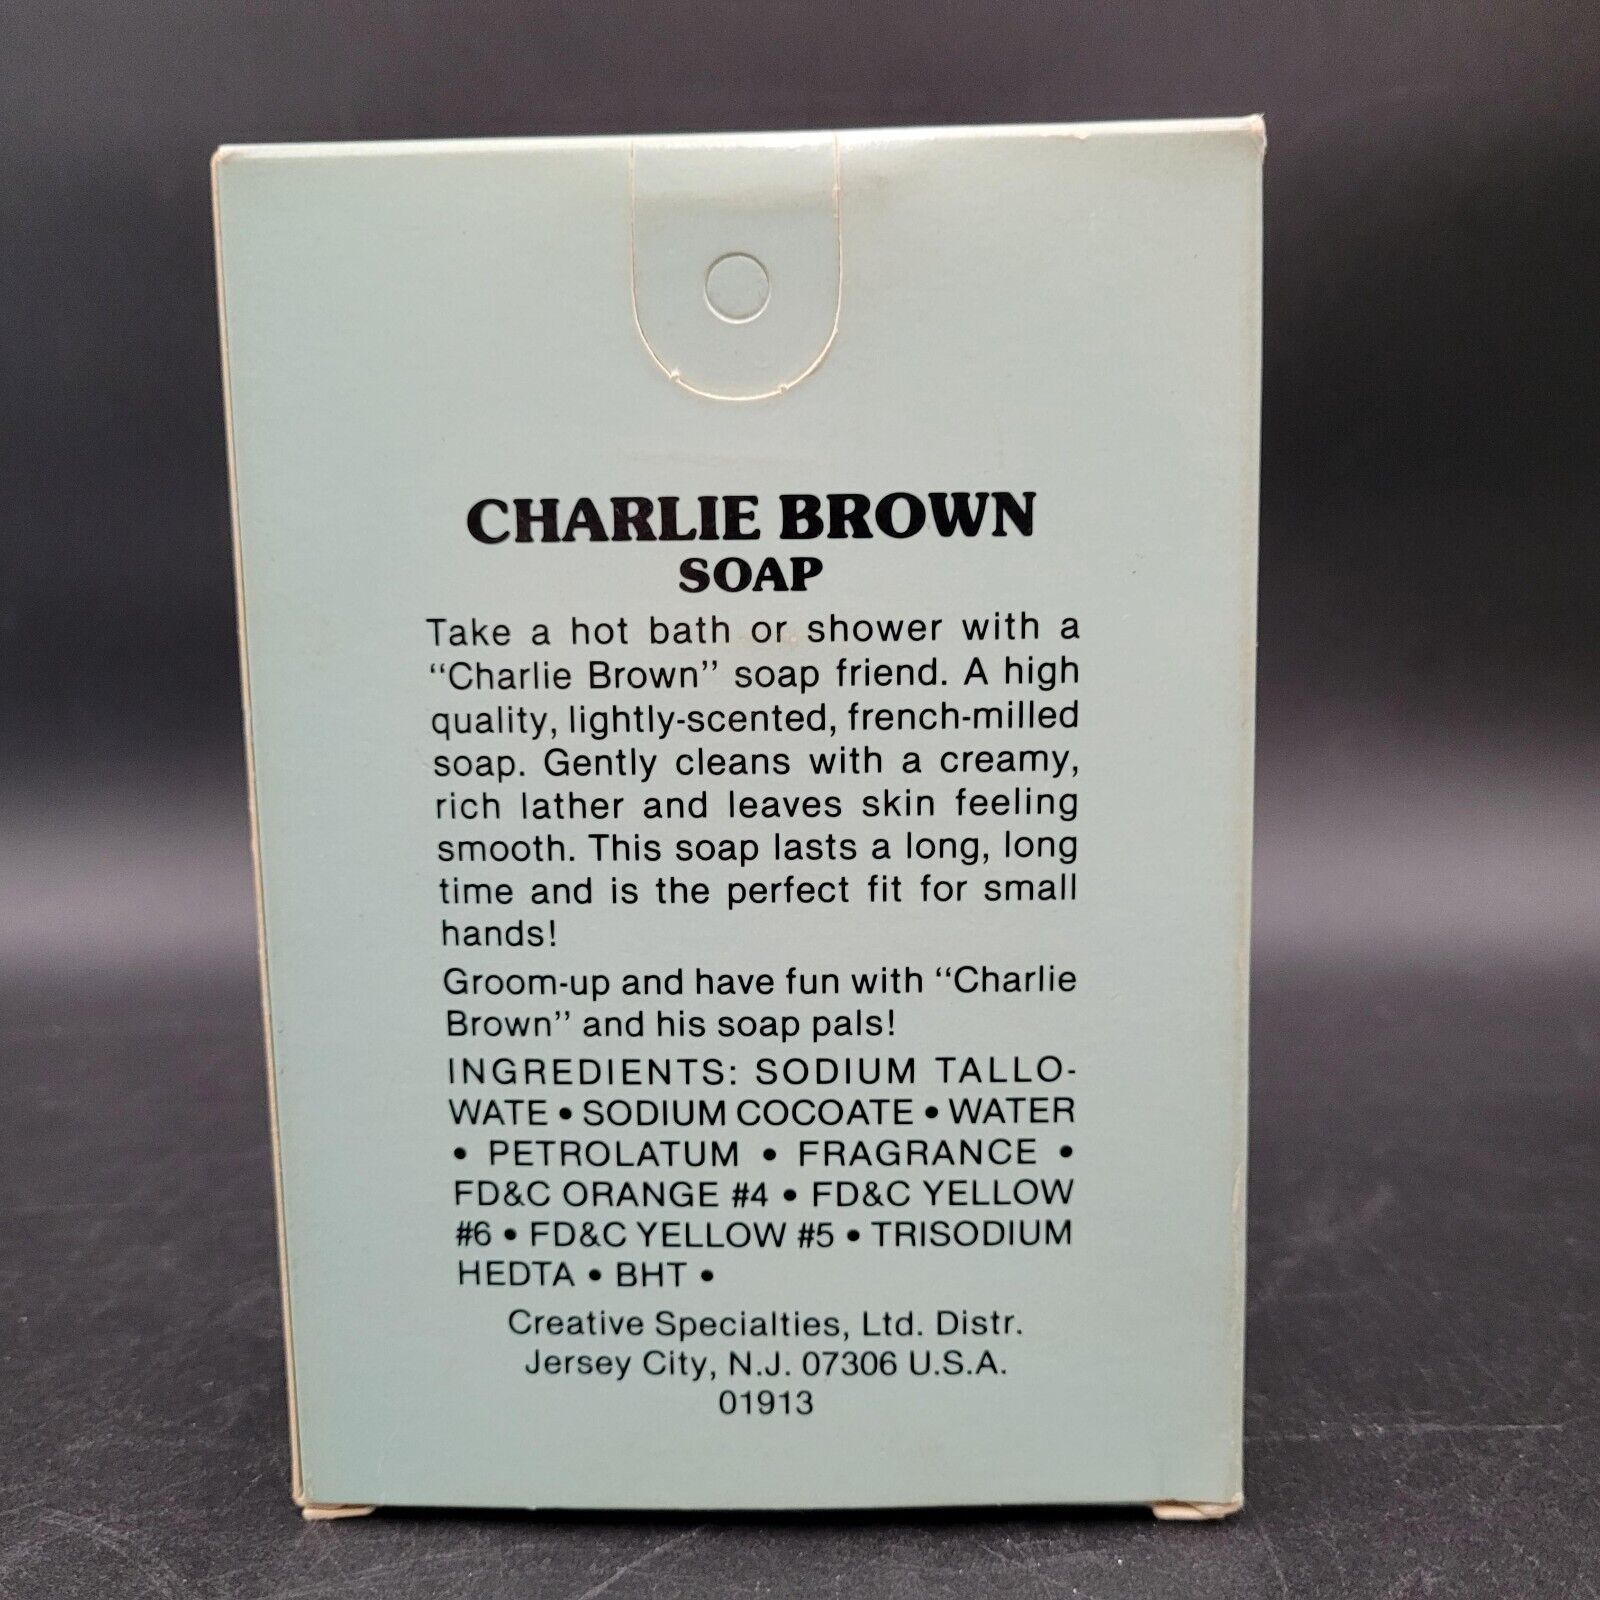 CHARLIE BROWN
SOAP
Take a hot bath or shower with a
“Charlie Brown” soap friend. A high
quality, lightly-scented, french-milled
soap. Gently cleans with a creamy,
rich lather and leaves skin feeling
smooth. This soap lasts a long, long
time and is the perfect fit for small
hands!
Groom-up and have fun with “Charlie
Brown” and his soap pals!
INGREDIENTS: SODIUM TALLO-
WATE • SODIUM COCOATE • WATER
• PETROLATUM • FRAGRANCE •
FD&C ORANGE #4 • FD&C YELLOW
#6 • FD&C YELLOW #5 • TRISODIUM
HEDTA • BHT •
Creative Specialties, Ltd. Distr.
Jersey City, N.J. 07306 U.S.A.
01913